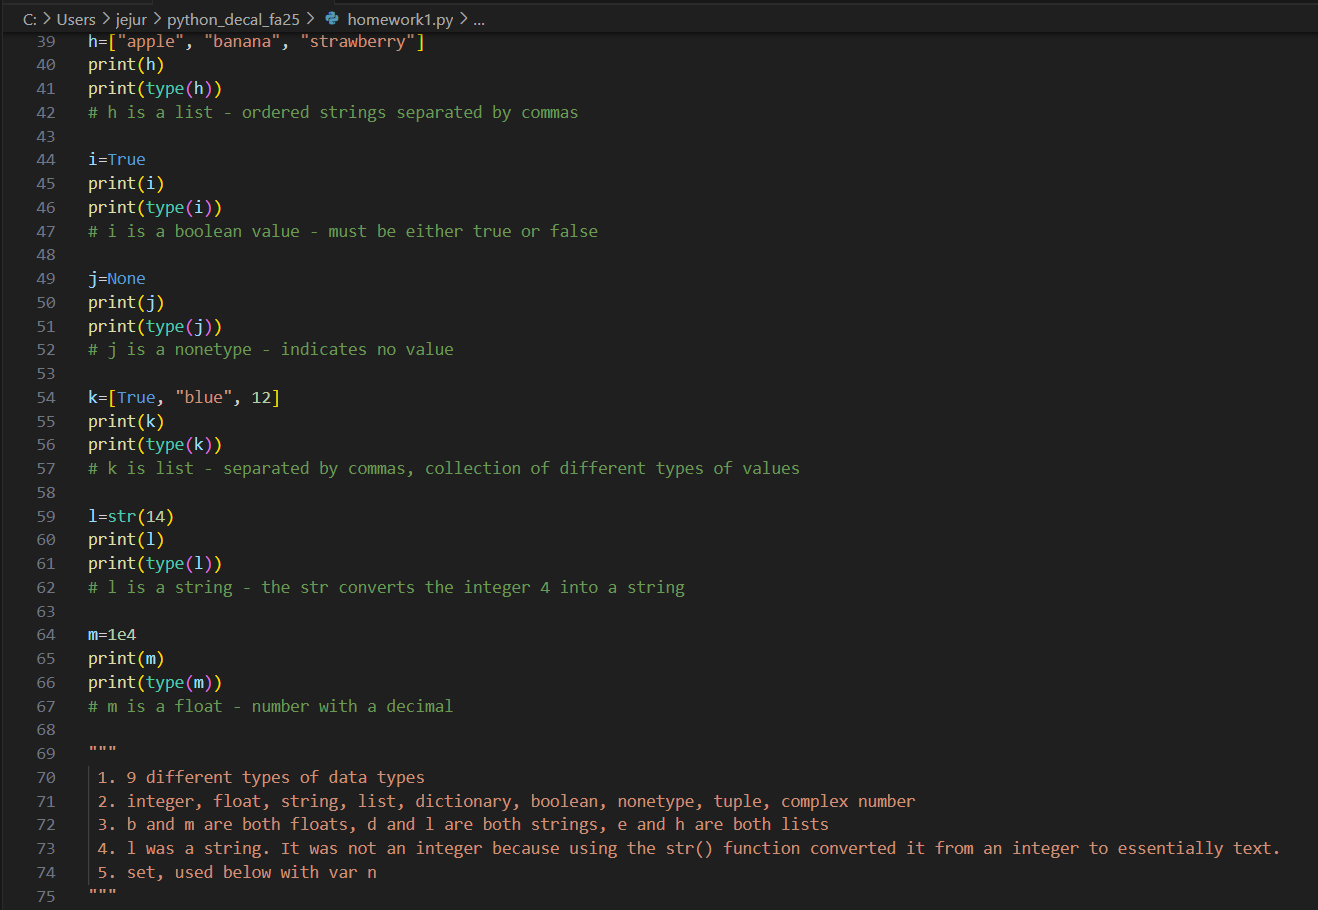 C: > Users > jejur > python_decal_fa25 > homework1.py > ...
39 h=["apple", "banana", "strawberry"]
40 print(h)
41 print(type(h))
42 # h is a list - ordered strings separated by commas
43
44 i=True
45 print(i)
46 print(type(i))
47 # i is a boolean value - must be either true or false
48
49 j=None
50 print(j)
51 print(type(j))
52 # j is a nonetype - indicates no value
53
54 k=[True, "blue", 12]
55 print(k)
56 print(type(k))
57 # k is list - separated by commas, collection of different types of values
58
59 l=str(14)
60 print(l)
61 print(type(l))
62 # l is a string - the str converts the integer 4 into a string
63
64 m=1e4
65 print(m)
66 print(type(m))
67 # m is a float - number with a decimal
68
69 """
70 1. 9 different types of data types
71 2. integer, float, string, list, dictionary, boolean, nonetype, tuple, complex number
72 3. b and m are both floats, d and l are both strings, e and h are both lists
73 4. l was a string. It was not an integer because using the str() function converted it from an integer to essentially text.
74 5. set, used below with var n
75 """